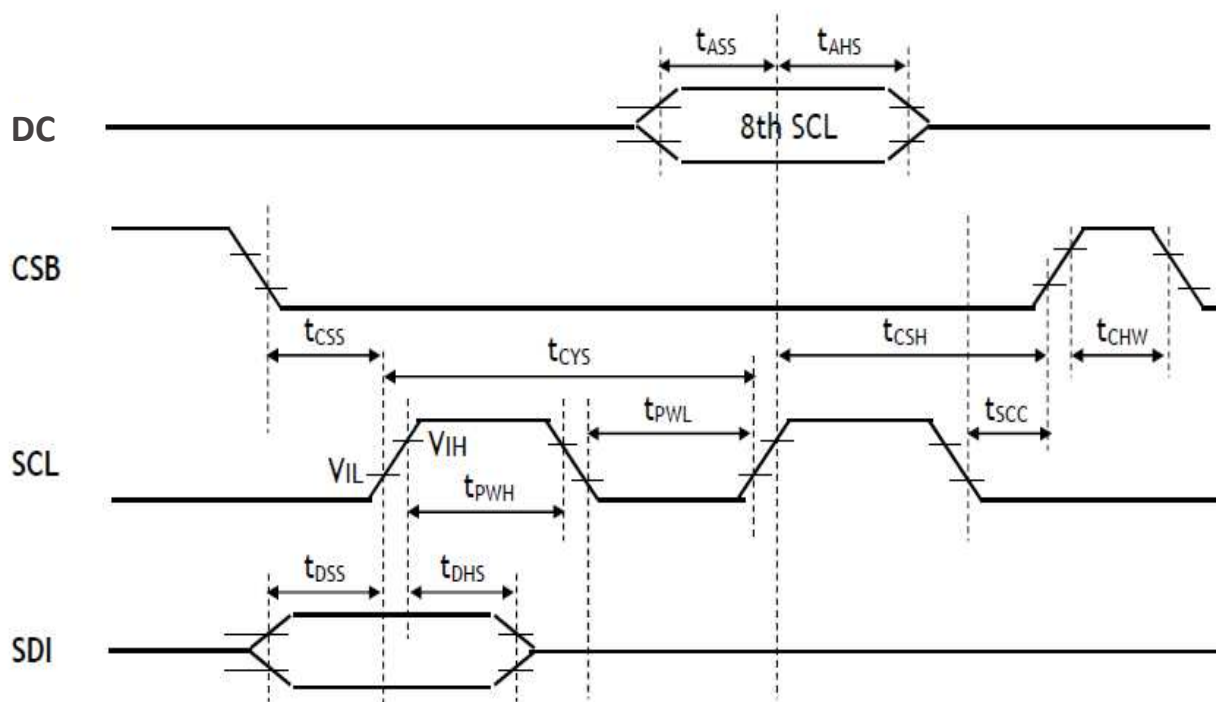 tASS
tAHS
DC
8th SCL
CSB
tCSS
tCYS
tCSH
tCHW
tPWL
tSCC
SCL
VIL
VIH
tPWH
tDSS
tDHS
SDI